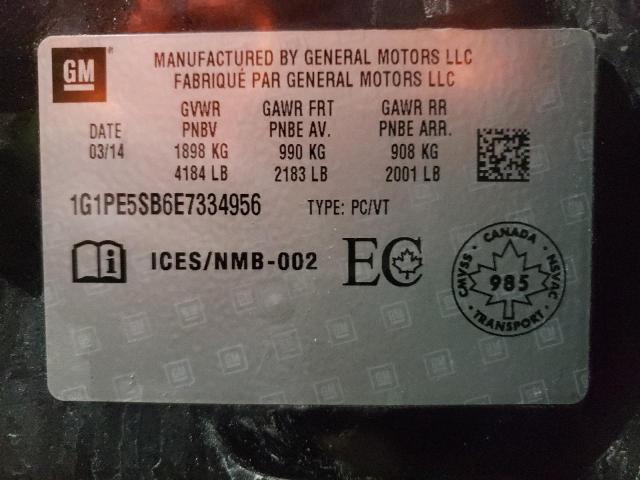 GM
MANUFACTURED BY GENERAL MOTORS LLC
FABRIQUÉ PAR GENERAL MOTORS LLC
DATE
03/14
GVWR
PNBV
1898 KG
4184 LB
GAWR FRT
PNBE AV.
990 KG
2183 LB
GAWR RR
PNBE ARR.
908 KG
2001 LB
1G1PE5SB6E7334956 TYPE: PC/VT
i ICES/NMB-002 EC
CANADA
CMVSS 985 NSVAC
TRANSPORT